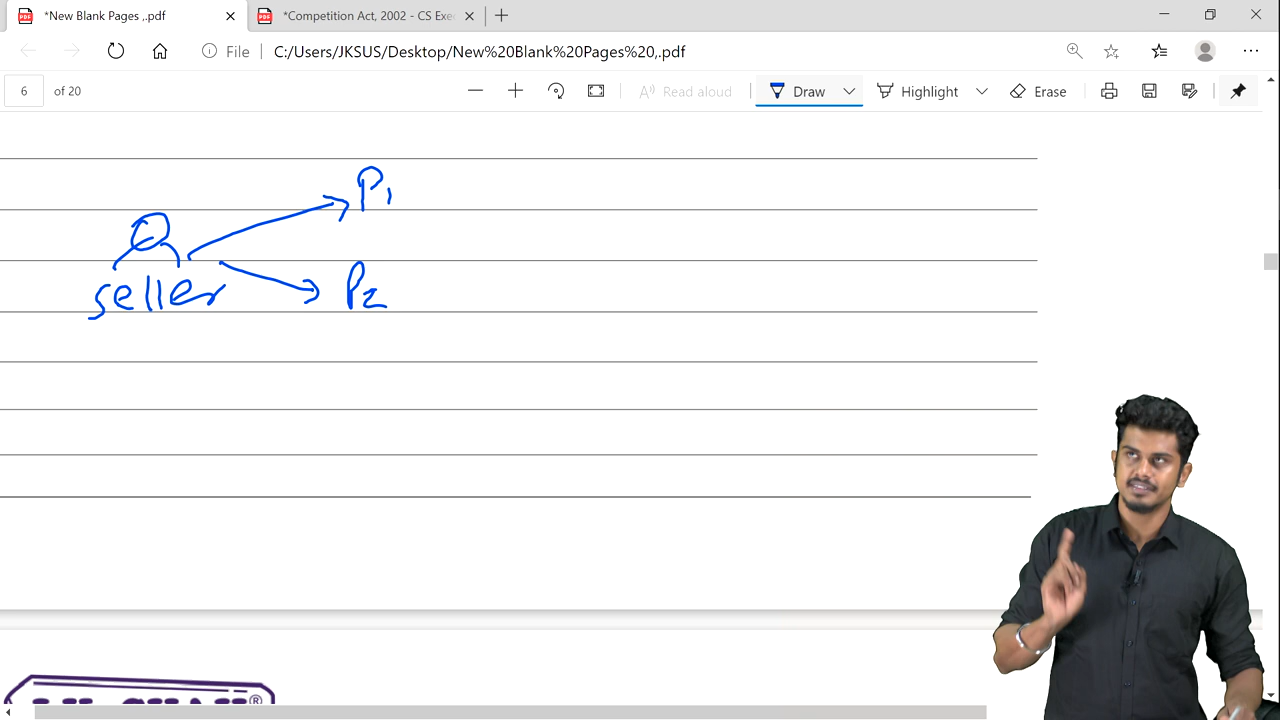 *New Blank Pages ,.pdf
*Competition Act, 2002 - CS Exec
File
C:/Users/JKSUS/Desktop/New%20Blank%20Pages%20,.pdf
6 of 20
Read aloud
Draw
Highlight
Erase
P1
seller
P2